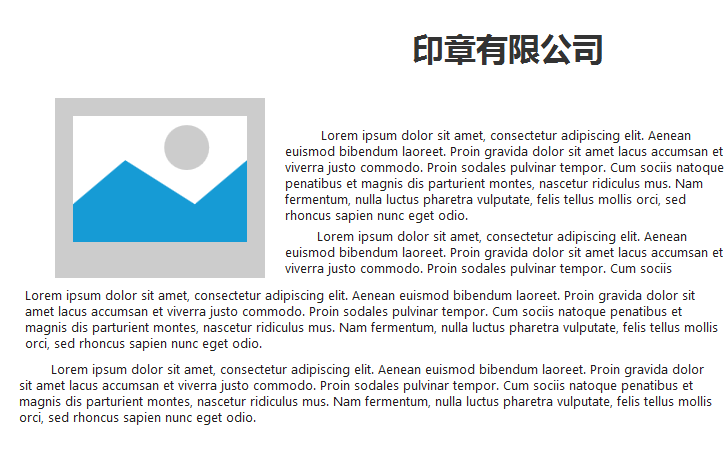 印章有限公司
Lorem ipsum dolor sit amet, consectetur adipiscing elit. Aenean
euismod bibendum laoreet. Proin gravida dolor sit amet lacus accumsan et
viverra justo commodo. Proin sodales pulvinar tempor. Cum sociis natoque
penatibus et magnis dis parturient montes, nascetur ridiculus mus. Nam
fermentum, nulla luctus pharetra vulputate, felis tellus mollis orci, sed
rhoncus sapien nunc eget odio.
Lorem ipsum dolor sit amet, consectetur adipiscing elit. Aenean
euismod bibendum laoreet. Proin gravida dolor sit amet lacus accumsan et
viverra justo commodo. Proin sodales pulvinar tempor. Cum sociis
Lorem ipsum dolor sit amet, consectetur adipiscing elit. Aenean euismod bibendum laoreet. Proin gravida dolor sit
amet lacus accumsan et viverra justo commodo. Proin sodales pulvinar tempor. Cum sociis natoque penatibus et
magnis dis parturient montes, nascetur ridiculus mus. Nam fermentum, nulla luctus pharetra vulputate, felis tellus mollis
orci, sed rhoncus sapien nunc eget odio.
Lorem ipsum dolor sit amet, consectetur adipiscing elit. Aenean euismod bibendum laoreet. Proin gravida dolor
sit amet lacus accumsan et viverra justo commodo. Proin sodales pulvinar tempor. Cum sociis natoque penatibus et
magnis dis parturient montes, nascetur ridiculus mus. Nam fermentum, nulla luctus pharetra vulputate, felis tellus mollis
orci, sed rhoncus sapien nunc eget odio.